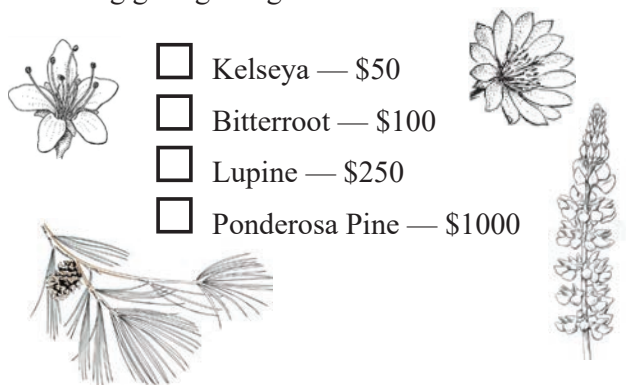 Kelseya — $50
Bitterroot — $100
Lupine — $250
Ponderosa Pine — $1000